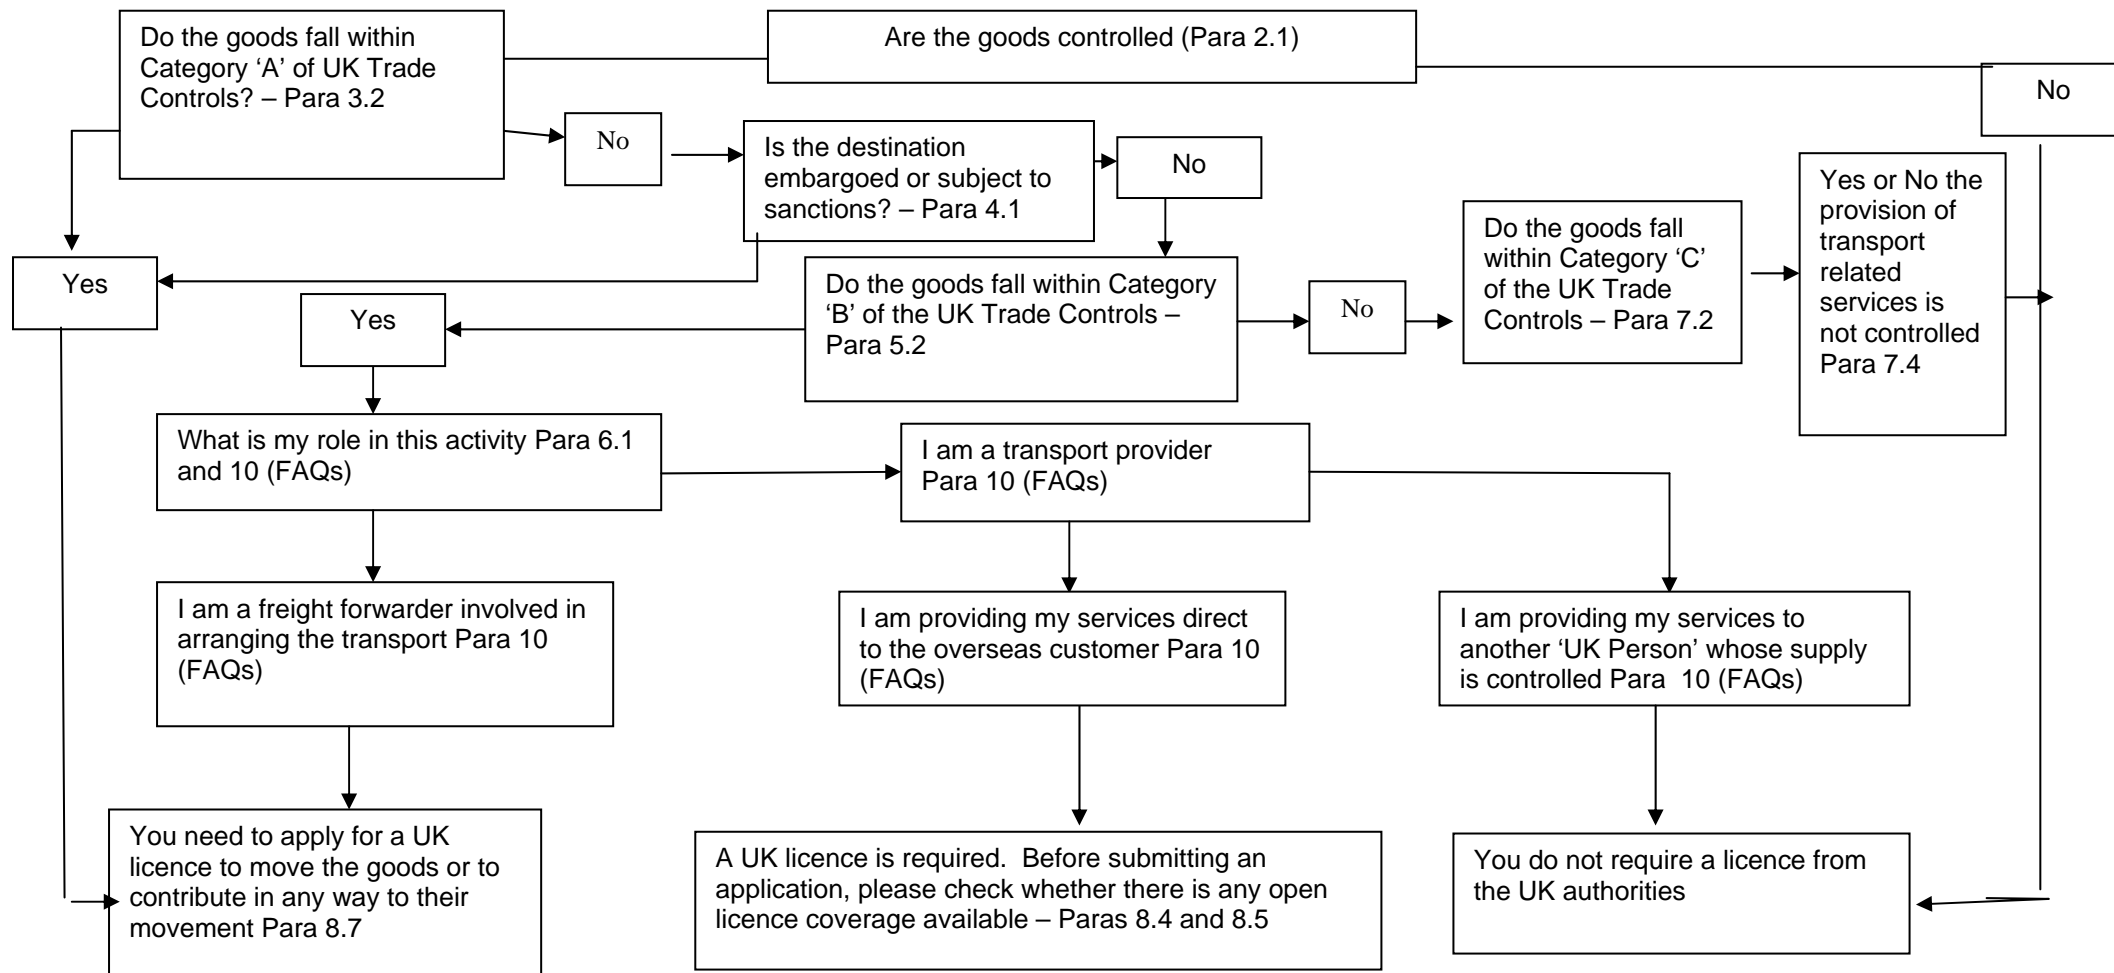 Do the goods fall within
Category ‘A’ of UK Trade
Controls? – Para 3.2
Are the goods controlled (Para 2.1)
No
No
Is the destination
embargoed or subject to
sanctions? – Para 4.1
No
Yes or No the
provision of
transport
related
services is
not controlled
Para 7.4
Do the goods fall
within Category ‘C’
of the UK Trade
Controls – Para 7.2
Yes
Yes
Do the goods fall within Category
‘B’ of the UK Trade Controls –
Para 5.2
No
What is my role in this activity Para 6.1
and 10 (FAQs)
I am a transport provider
Para 10 (FAQs)
I am a freight forwarder involved in
arranging the transport Para 10
(FAQs)
I am providing my services direct
to the overseas customer Para 10
(FAQs)
I am providing my services to
another ‘UK Person’ whose supply
is controlled Para  10 (FAQs)
You need to apply for a UK
licence to move the goods or to
contribute in any way to their
movement Para 8.7
A UK licence is required.  Before submitting an
application, please check whether there is any open
licence coverage available – Paras 8.4 and 8.5
You do not require a licence from
the UK authorities